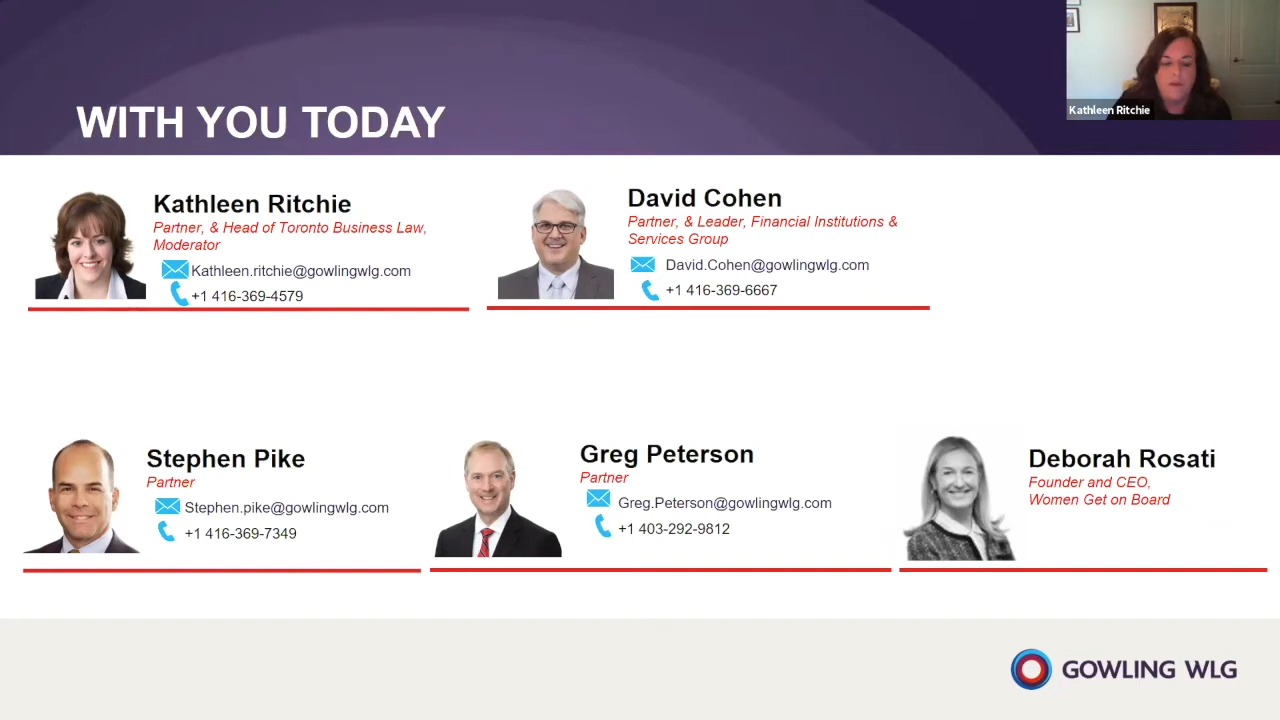 WITH YOU TODAY
Kathleen Ritchie
Kathleen Ritchie
Partner, & Head of Toronto Business Law,
Moderator
Kathleen.ritchie@gowlingwlg.com
+1 416-369-4579
David Cohen
Partner, & Leader, Financial Institutions &
Services Group
David.Cohen@gowlingwlg.com
+1 416-369-6667
Stephen Pike
Partner
Stephen.pike@gowlingwlg.com
+1 416-369-7349
Greg Peterson
Partner
Greg.Peterson@gowlingwlg.com
+1 403-292-9812
Deborah Rosati
Founder and CEO,
Women Get on Board
GOWLING WLG